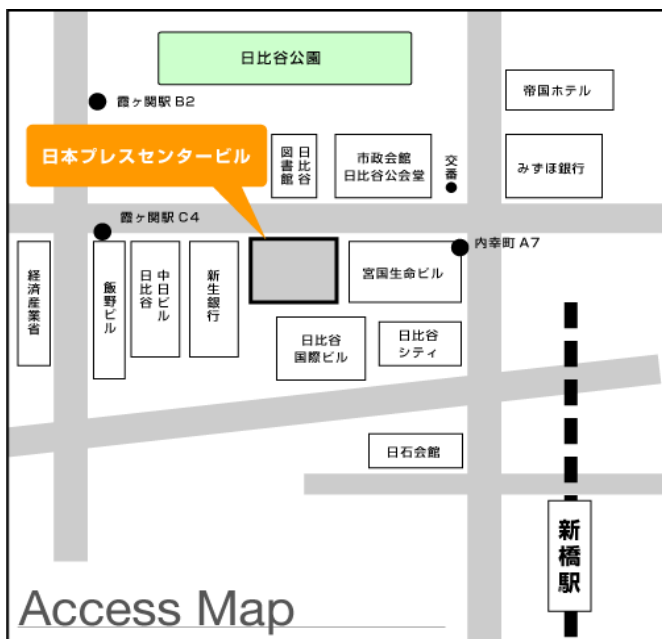 日比谷公園
帝国ホテル
霞ヶ関駅 B2
日本プレスセンタービル
日比谷
図書館
市政会館
日比谷公会堂
交番
みずほ銀行
霞ヶ関駅 C4
内幸町 A7
経済産業省
飯野ビル
中日ビル
日比谷
新生銀行
宮国生命ビル
日比谷
国際ビル
日比谷
シティ
日石会館
新橋駅
Access Map